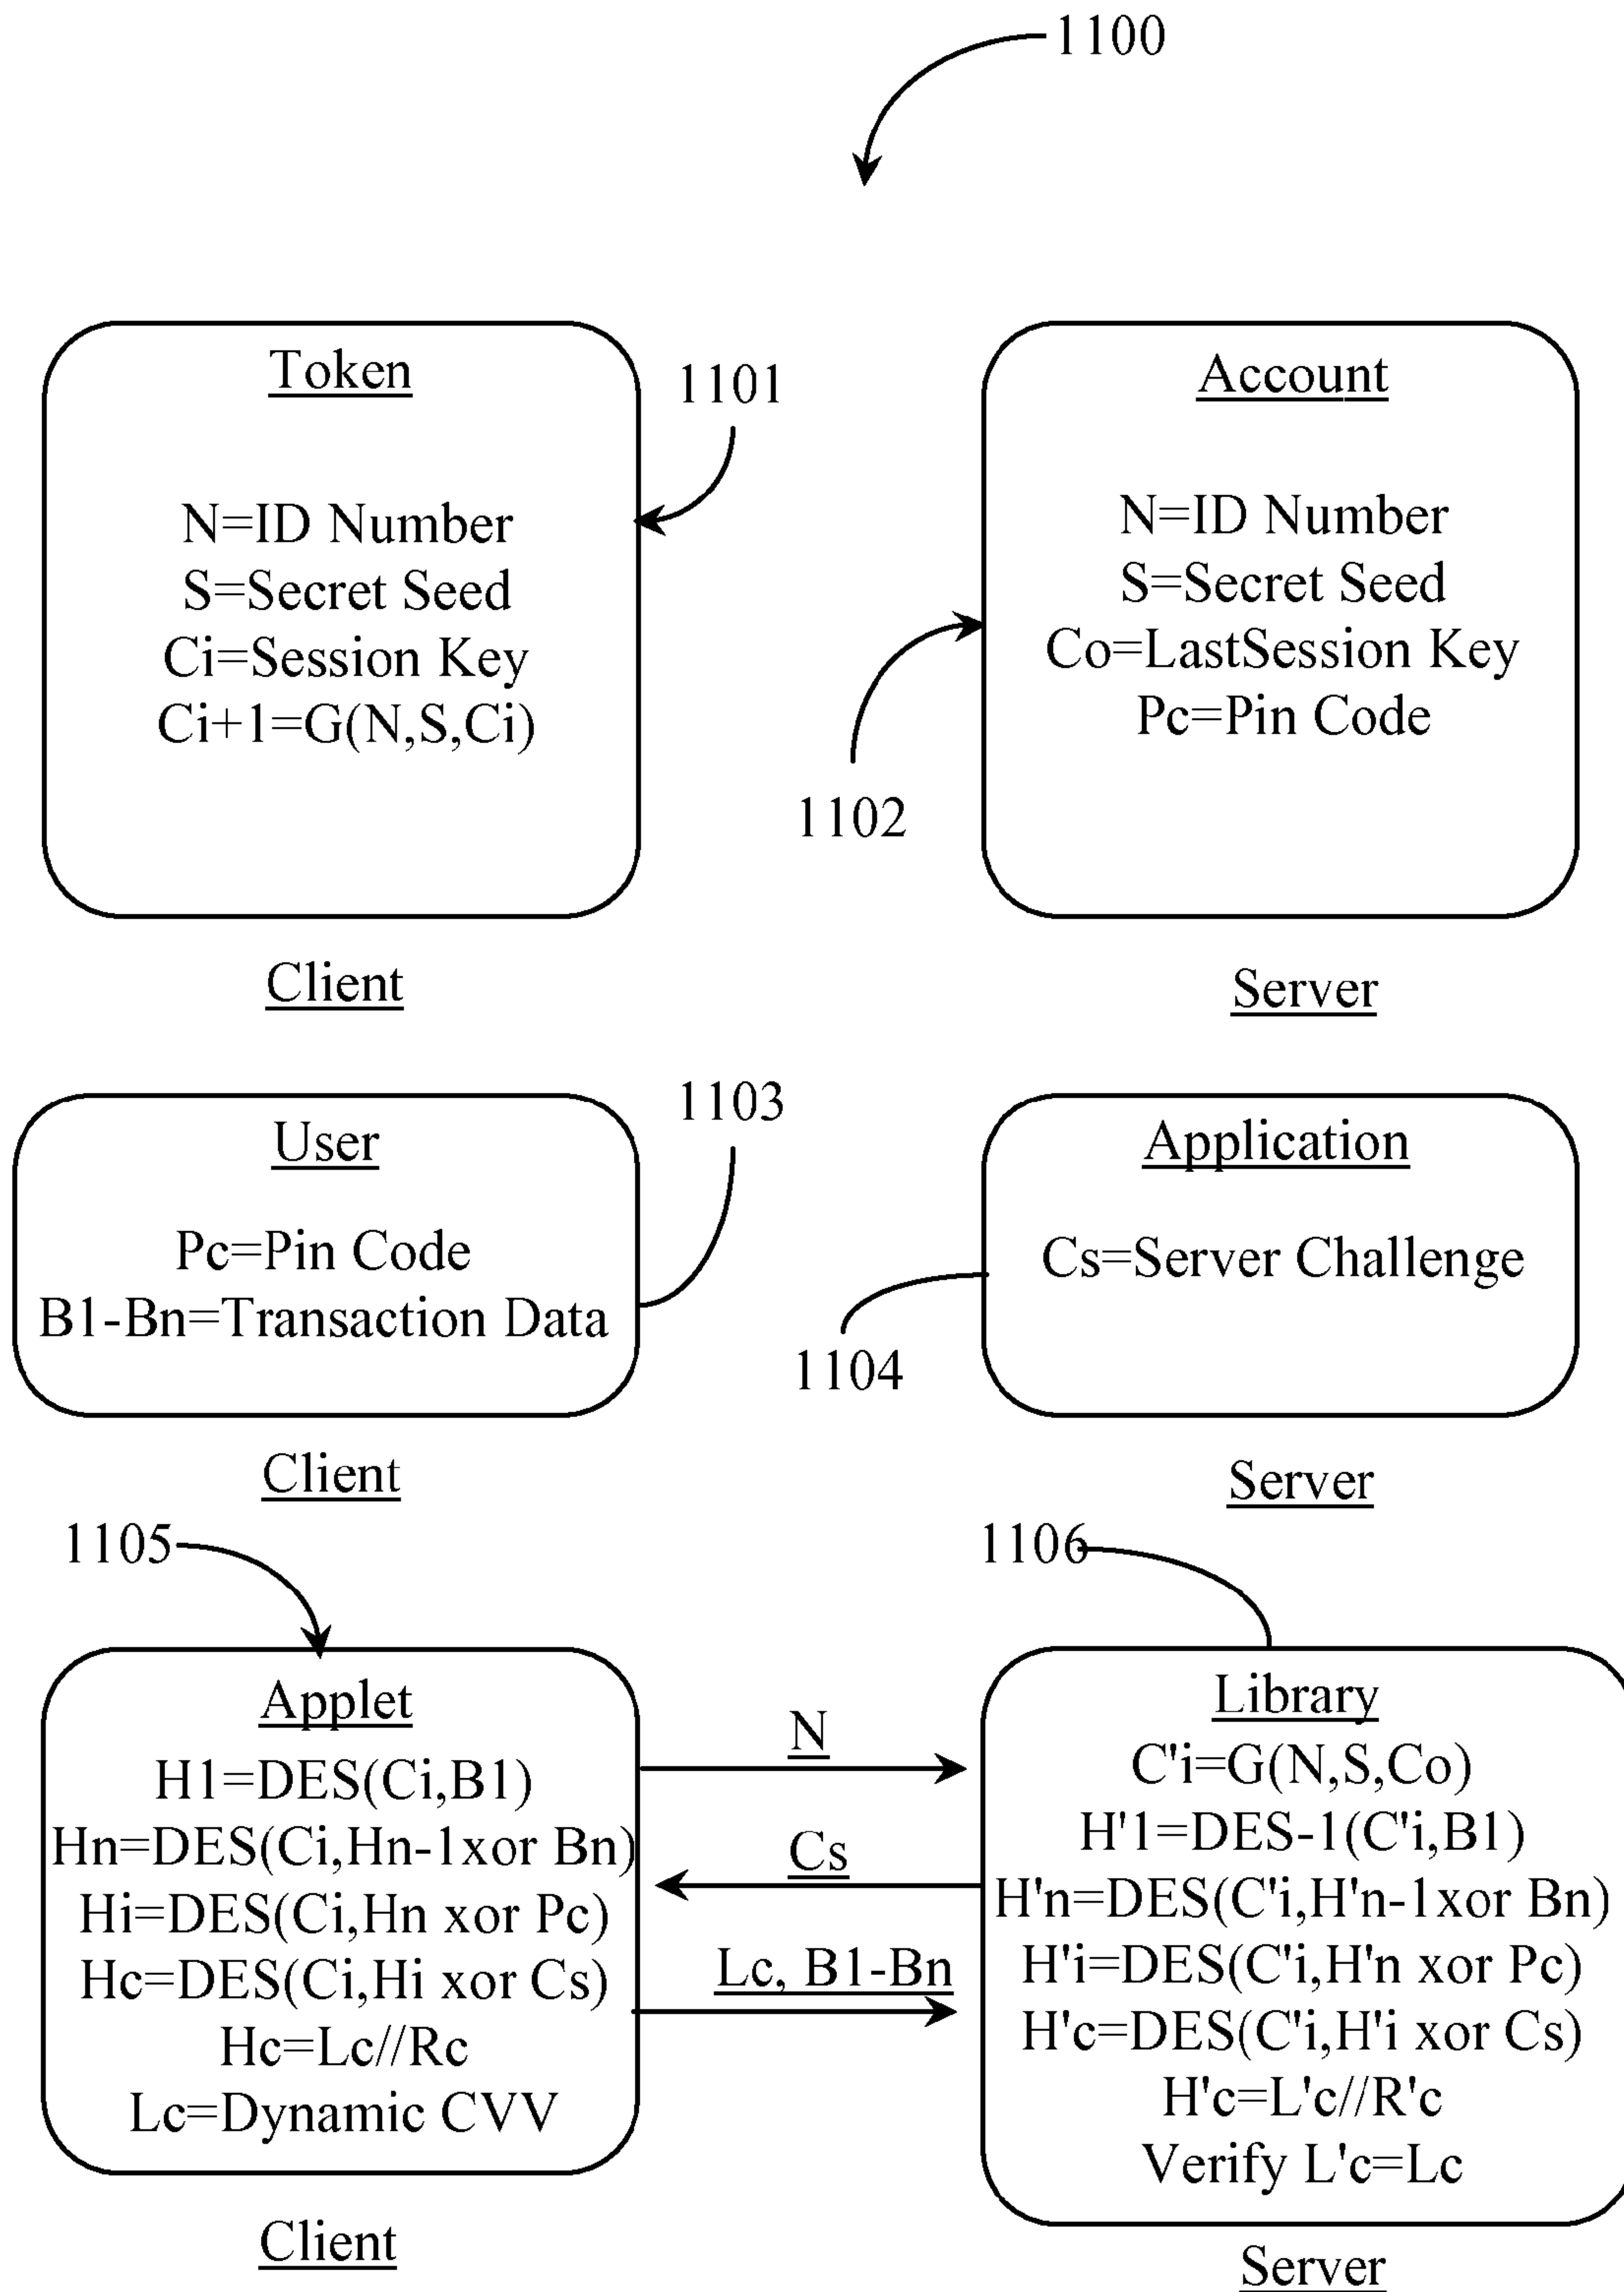 1100
Token
N=ID Number
S=Secret Seed
Ci=Session Key
Ci+1=G(N,S,Ci)
Client
1101
Account
N=ID Number
S=Secret Seed
Co=LastSession Key
Pc=Pin Code
Server
1102
User
Pc=Pin Code
B1-Bn=Transaction Data
Client
1103
Application
Cs=Server Challenge
Server
1104
1105
Applet
H1=DES(Ci,B1)
Hn=DES(Ci,Hn-1xor Bn)
Hi=DES(Ci,Hn xor Pc)
Hc=DES(Ci,Hi xor Cs)
Hc=Lc//Rc
Lc=Dynamic CVV
Client
N
Cs
Lc, B1-Bn
1106
Library
C'i=G(N,S,Co)
H'1=DES-1(C'i,B1)
H'n=DES(C'i,H'n-1xor Bn)
H'i=DES(C'i,H'n xor Pc)
H'c=DES(C'i,H'i xor Cs)
H'c=L'c//R'c
Verify L'c=Lc
Server